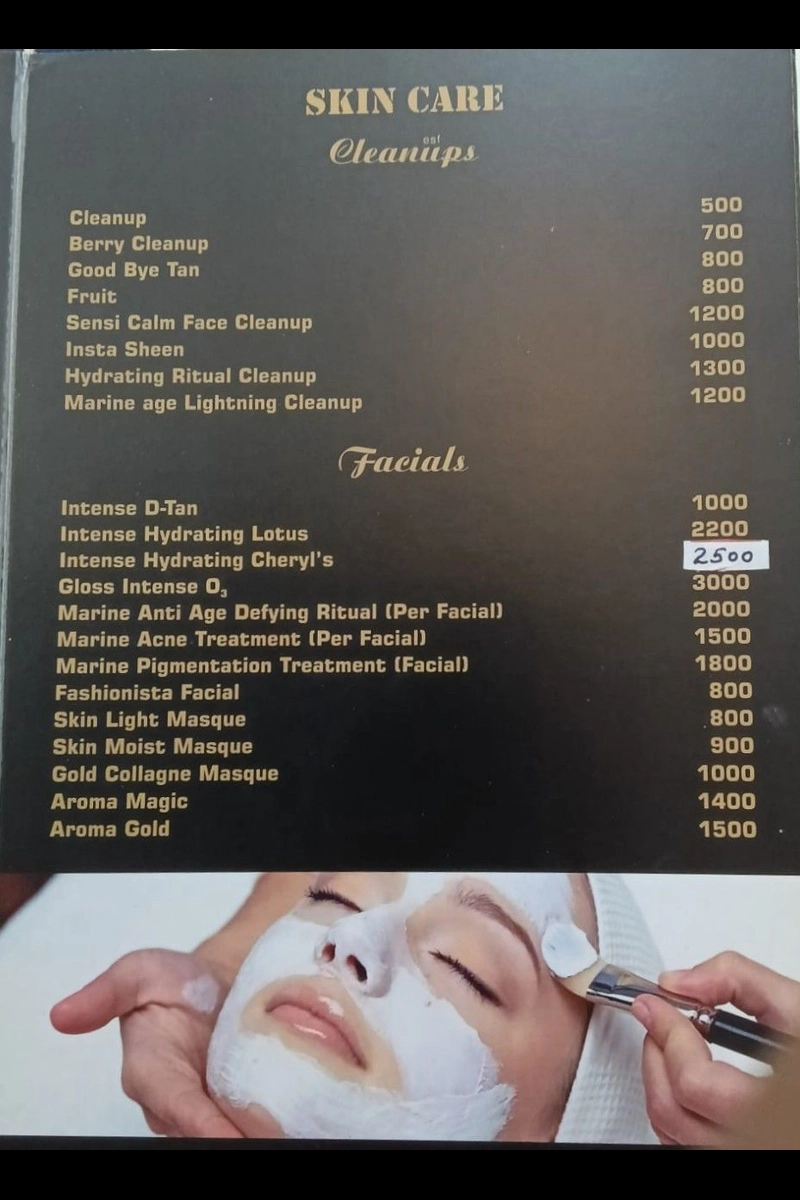 SKIN CARE
est
Cleanups
Cleanup 500
Berry Cleanup 700
Good Bye Tan 800
Fruit 800
Sensi Calm Face Cleanup 1200
Insta Sheen 1000
Hydrating Ritual Cleanup 1300
Marine age Lightning Cleanup 1200
Facials
Intense D-Tan 1000
Intense Hydrating Lotus 2200
Intense Hydrating Cheryl's 2500
Gloss Intense O₃ 3000
Marine Anti Age Defying Ritual (Per Facial) 2000
Marine Acne Treatment (Per Facial) 1500
Marine Pigmentation Treatment (Facial) 1800
Fashionista Facial 800
Skin Light Masque 800
Skin Moist Masque 900
Gold Collagne Masque 1000
Aroma Magic 1400
Aroma Gold 1500